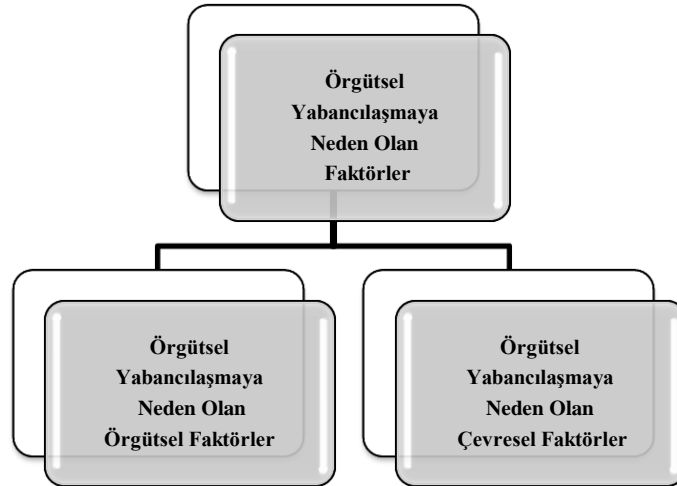 Örgütsel
Yabancılaşmaya
Neden Olan
Faktörler
Örgütsel
Yabancılaşmaya
Neden Olan
Örgütsel Faktörler
Örgütsel
Yabancılaşmaya
Neden Olan
Çevresel Faktörler